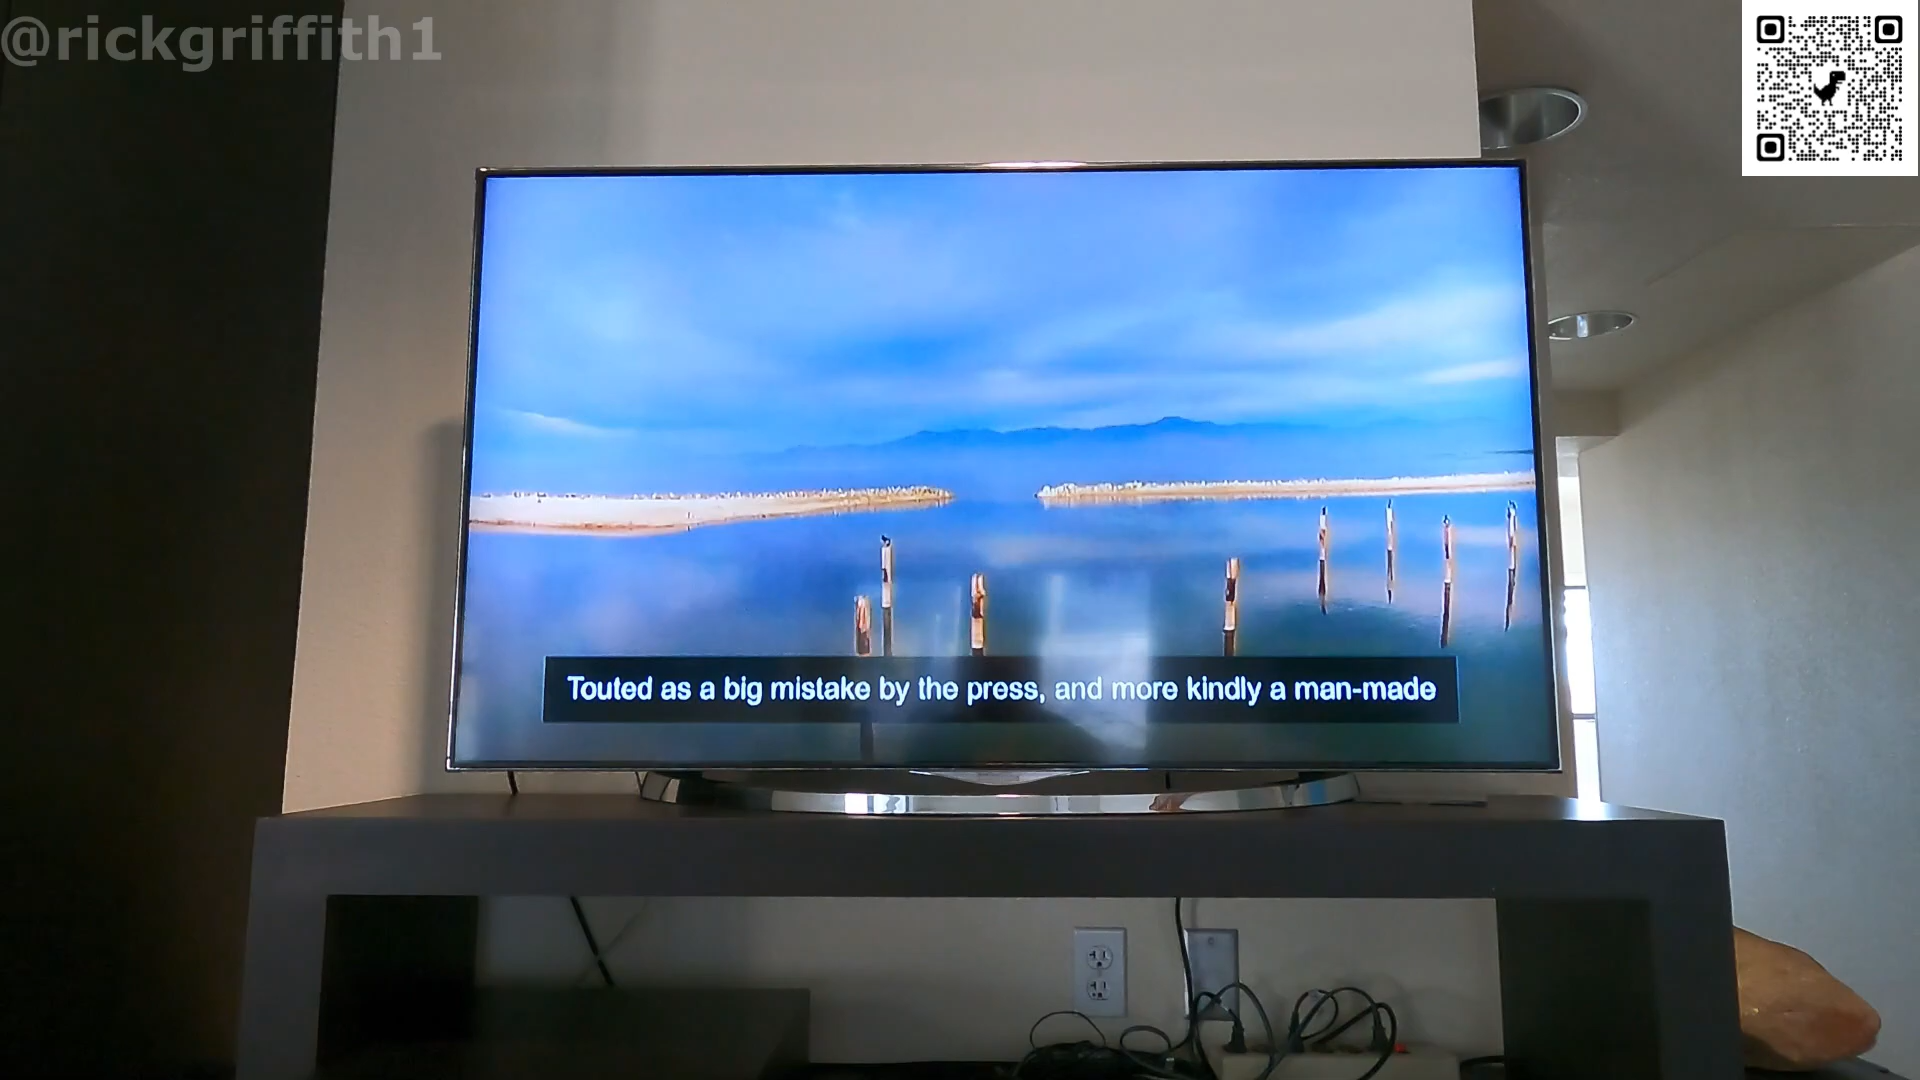 @rickgriffith1
Touted as a big mistake by the press, and more kindly a man-made